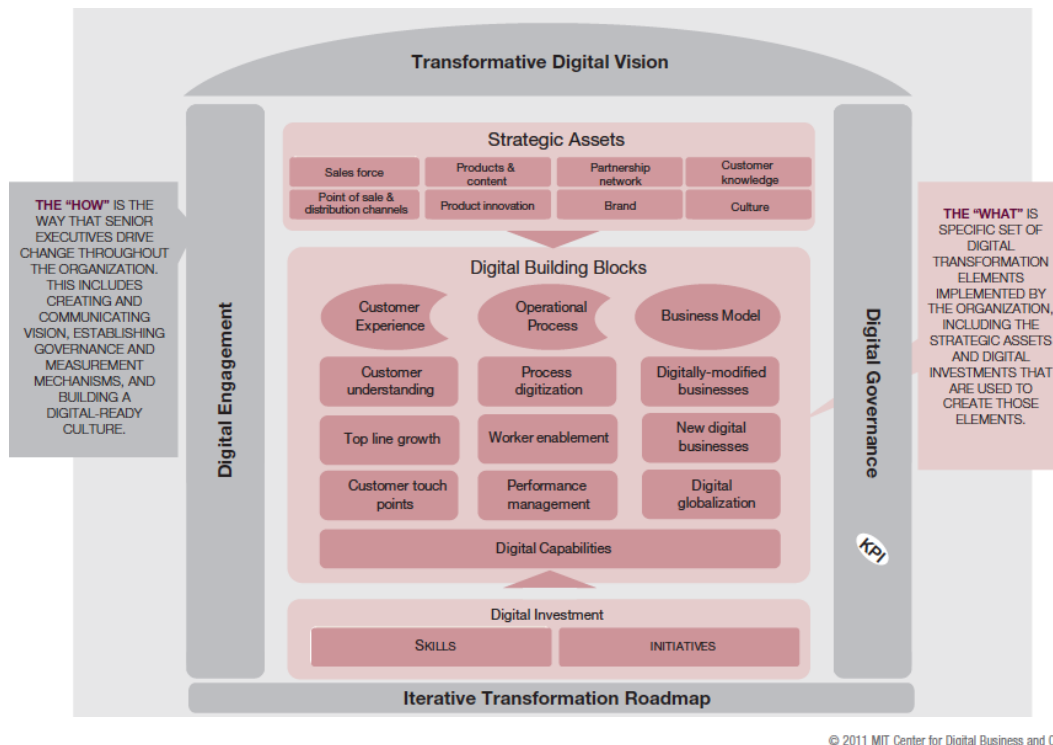 Transformative Digital Vision
THE “HOW” IS THE
WAY THAT SENIOR
EXECUTIVES DRIVE
CHANGE THROUGHOUT
THE ORGANIZATION.
THIS INCLUDES
CREATING AND
COMMUNICATING
VISION, ESTABLISHING
GOVERNANCE AND
MEASUREMENT
MECHANISMS, AND
BUILDING A
DIGITAL-READY
CULTURE.
Digital Engagement
Strategic Assets
Sales force
Products &
content
Partnership
network
Customer
knowledge
Point of sale &
distribution channels
Product innovation
Brand
Culture
Digital Building Blocks
Customer
Experience
Operational
Process
Business Model
Customer
understanding
Process
digitization
Digitally-modified
businesses
Top line growth
Worker enablement
New digital
businesses
Customer touch
points
Performance
management
Digital
globalization
Digital Capabilities
Digital Investment
SKILLS
INITIATIVES
Digital Governance
KPI
THE “WHAT” IS
SPECIFIC SET OF
DIGITAL
TRANSFORMATION
ELEMENTS
IMPLEMENTED BY
THE ORGANIZATION,
INCLUDING THE
STRATEGIC ASSETS
AND DIGITAL
INVESTMENTS THAT
ARE USED TO
CREATE THOSE
ELEMENTS.
Iterative Transformation Roadmap
© 2011 MIT Center for Digital Business and